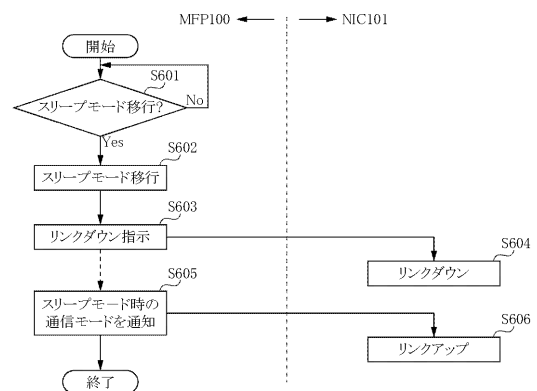 MFP100
NIC101
開始
S601
スリープモード移行?
No
Yes
S602
スリープモード移行
S603
リンクダウン指示
S604
リンクダウン
S605
スリープモード時の
通信モードを通知
S606
リンクアップ
終了